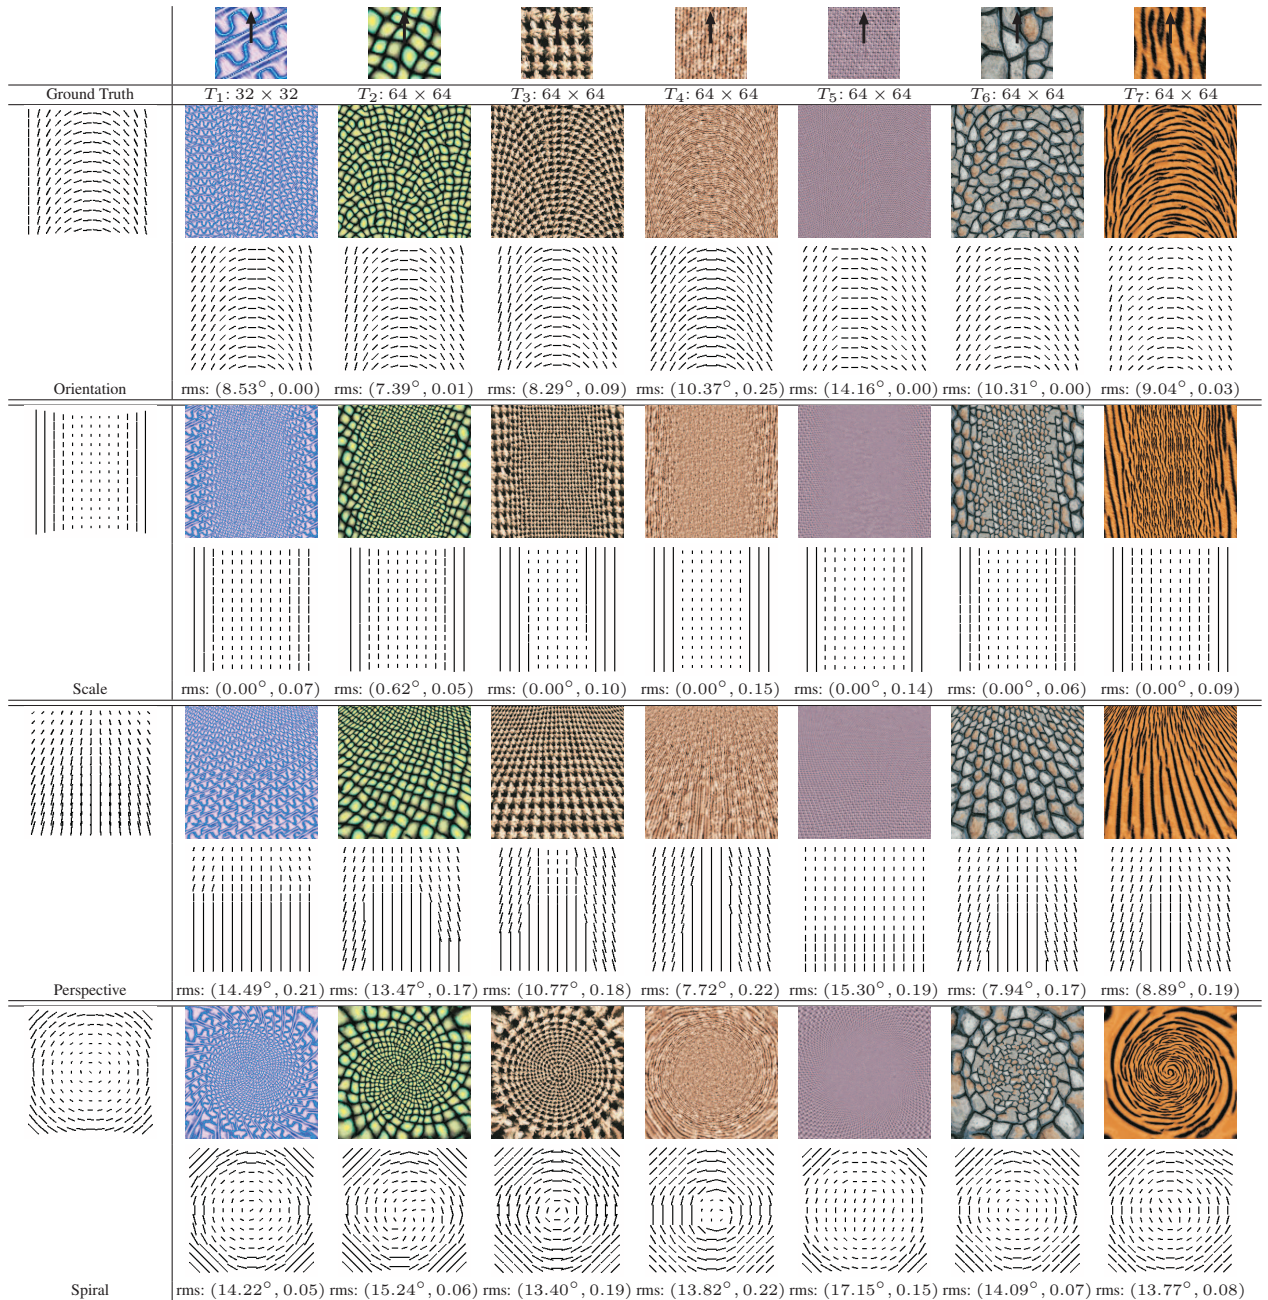 Ground Truth T₁: 32 × 32 T₂: 64 × 64 T₃: 64 × 64 T₄: 64 × 64 T₅: 64 × 64 T₆: 64 × 64 T₇: 64 × 64
Orientation rms: (8.53°, 0.00) rms: (7.39°, 0.01) rms: (8.29°, 0.09) rms: (10.37°, 0.25) rms: (14.16°, 0.00) rms: (10.31°, 0.00) rms: (9.04°, 0.03)
Scale rms: (0.00°, 0.07) rms: (0.62°, 0.05) rms: (0.00°, 0.10) rms: (0.00°, 0.15) rms: (0.00°, 0.14) rms: (0.00°, 0.06) rms: (0.00°, 0.09)
Perspective rms: (14.49°, 0.21) rms: (13.47°, 0.17) rms: (10.77°, 0.18) rms: (7.72°, 0.22) rms: (15.30°, 0.19) rms: (7.94°, 0.17) rms: (8.89°, 0.19)
Spiral rms: (14.22°, 0.05) rms: (15.24°, 0.06) rms: (13.40°, 0.19) rms: (13.82°, 0.22) rms: (17.15°, 0.15) rms: (14.09°, 0.07) rms: (13.77°, 0.08)